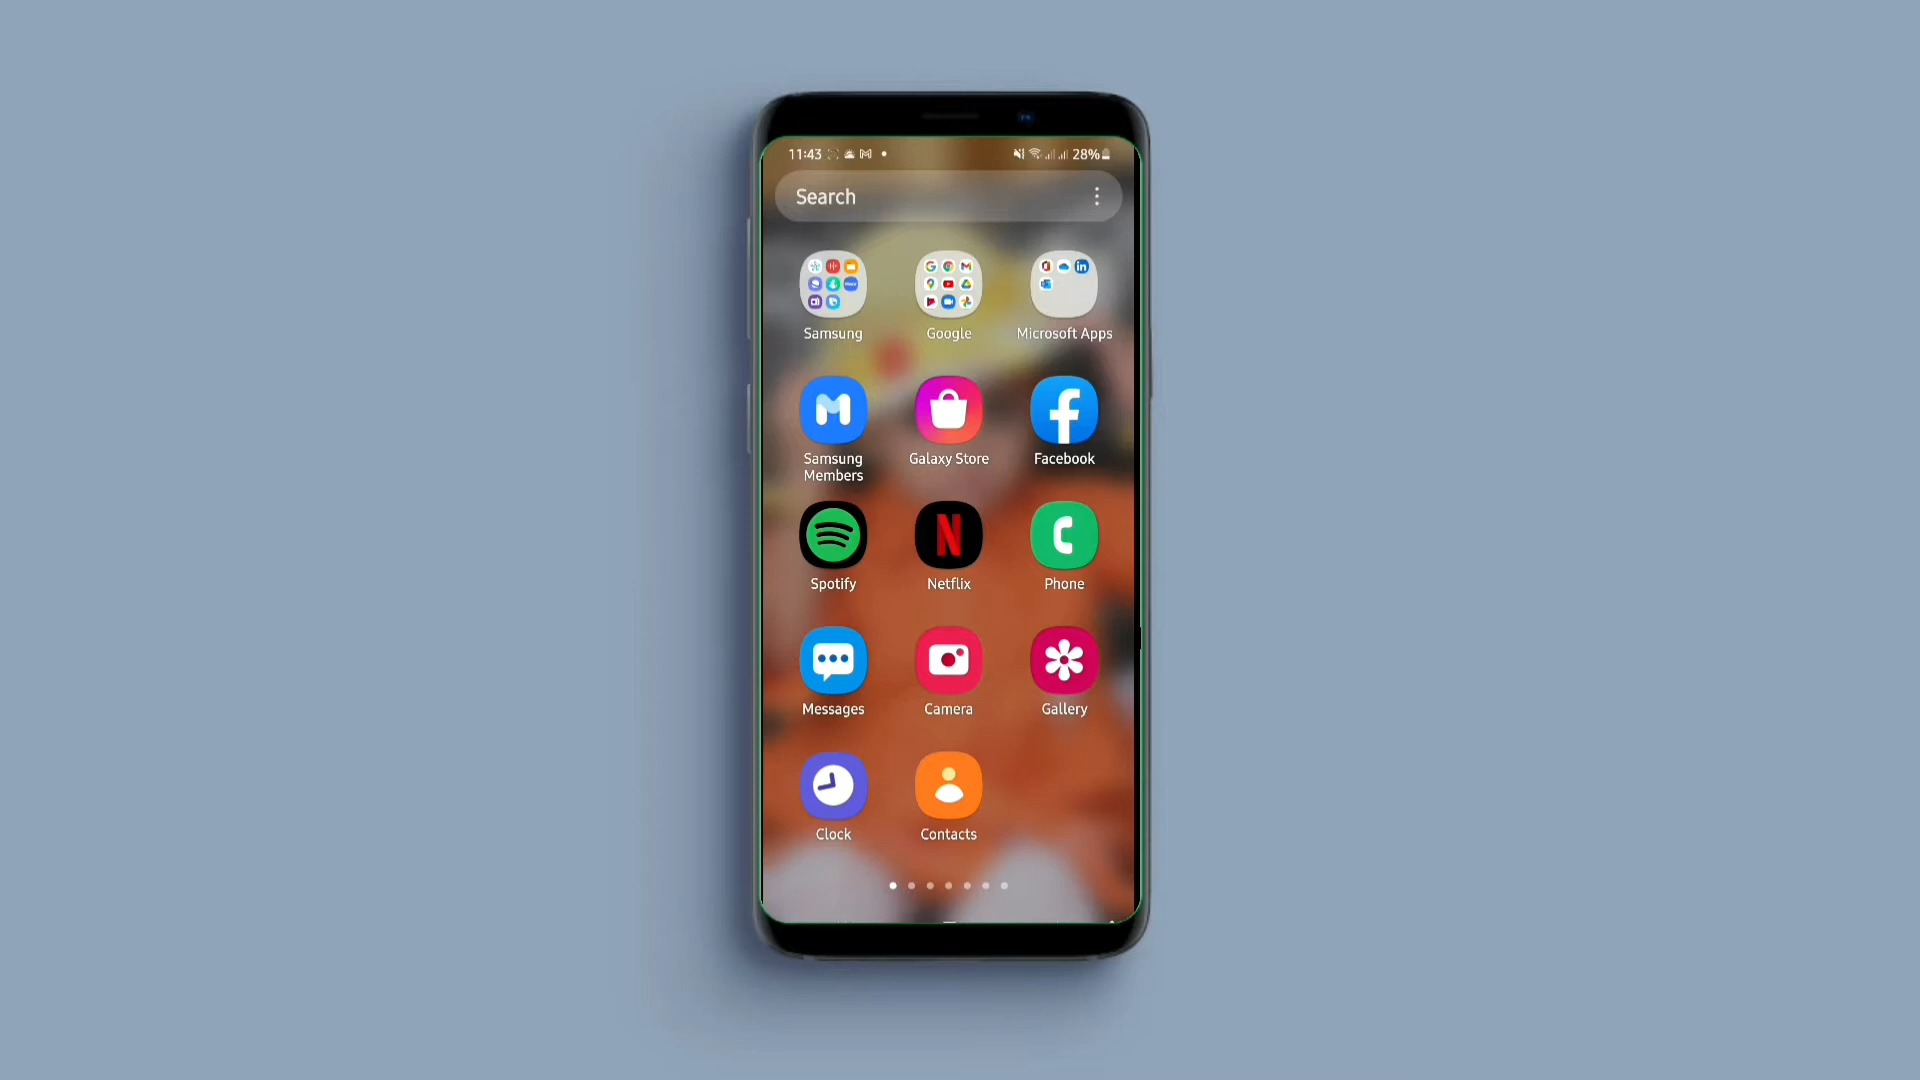 11:43
28%
Search
Samsung
Google
Microsoft Apps
Samsung
Members
Galaxy Store
Facebook
Spotify
Netflix
Phone
Messages
Camera
Gallery
Clock
Contacts